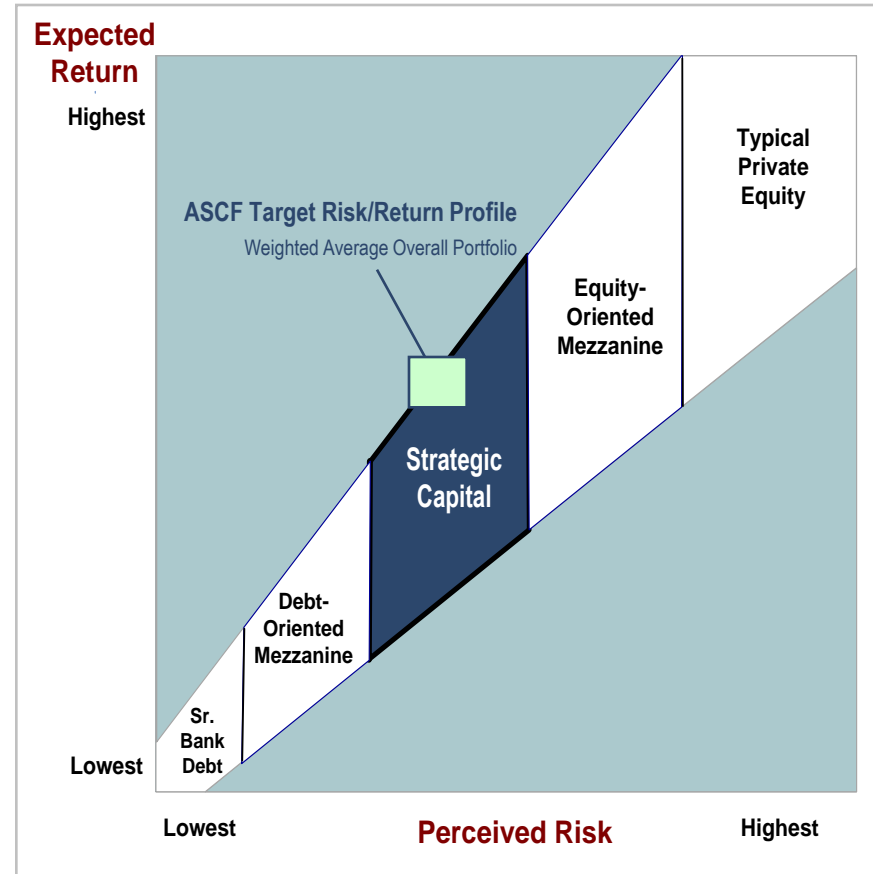 Expected
Return
Highest
Typical
Private
Equity
ASCF Target Risk/Return Profile
Weighted Average Overall Portfolio
Equity-
Oriented
Mezzanine
Strategic
Capital
Debt-
Oriented
Mezzanine
Sr.
Bank
Debt
Lowest
Lowest
Perceived Risk
Highest